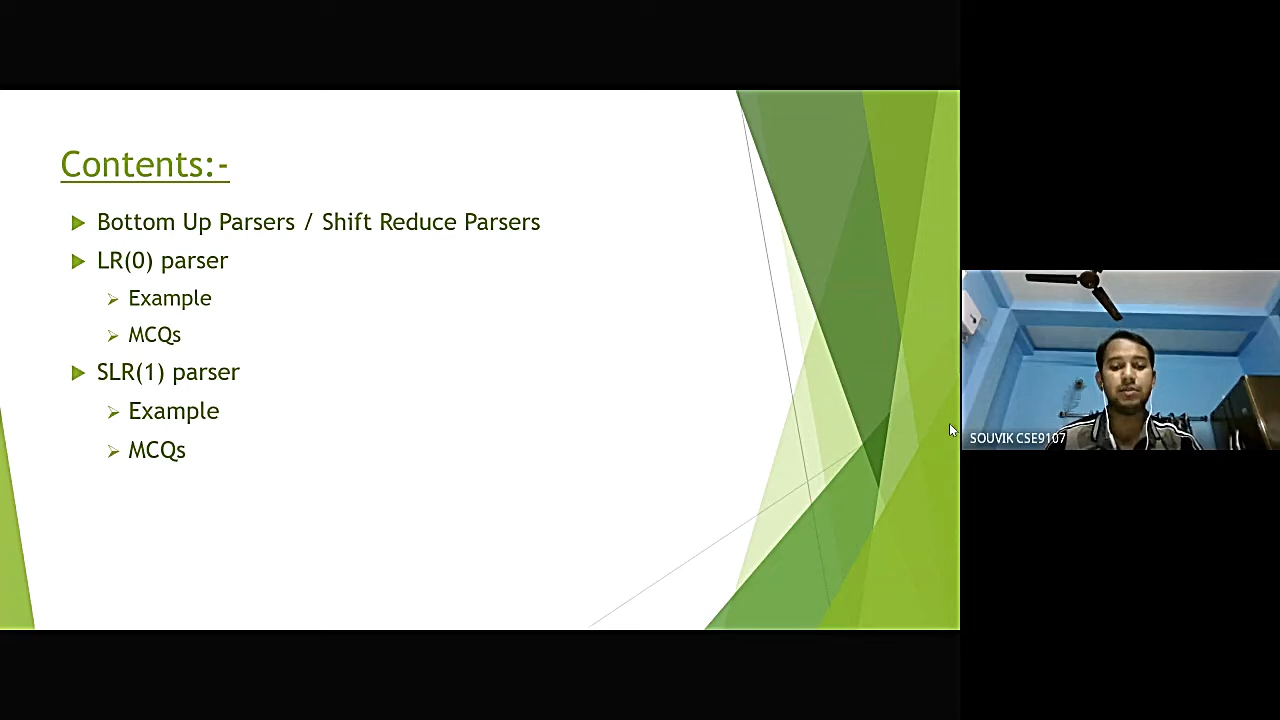 Contents:-
Bottom Up Parsers / Shift Reduce Parsers
LR(0) parser
Example
MCQs
SLR(1) parser
Example
MCQs
SOUVIK CSE9107